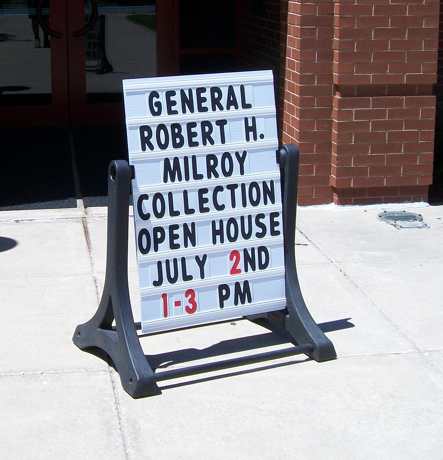 GENERAL
ROBERT H.
MILROY
COLLECTION
OPEN HOUSE
JULY 2ND
1-3 PM